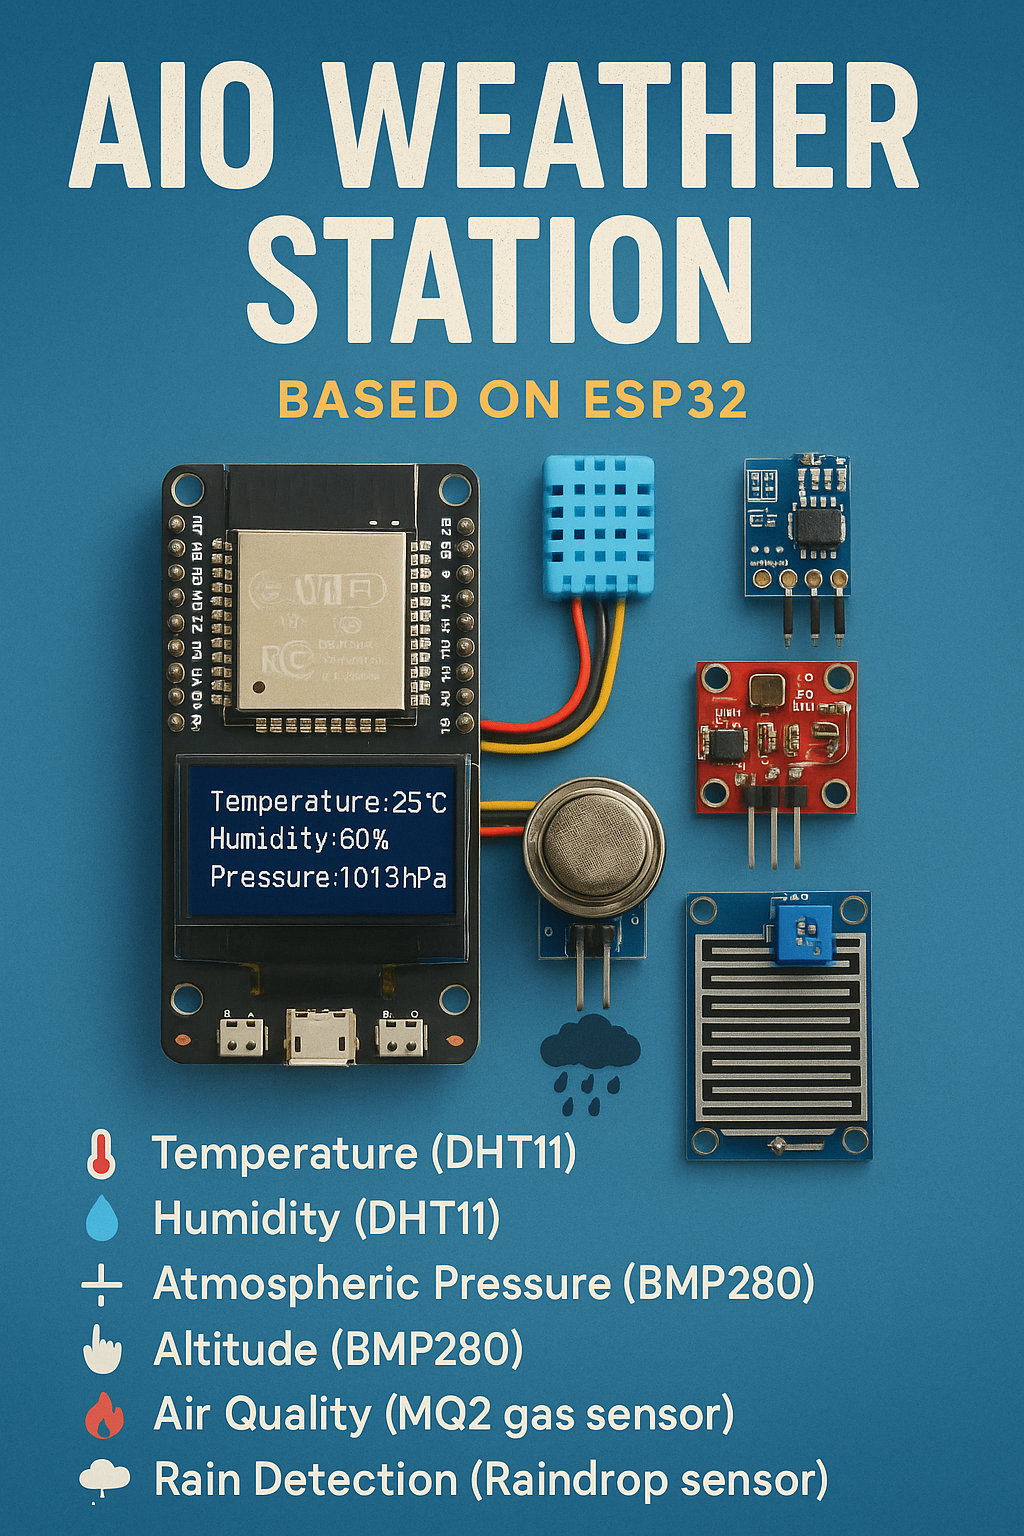 AIO WEATHER
STATION
BASED ON ESP32
Temperature:25°C
Humidity:60%
Pressure:1013hPa
Temperature (DHT11)
Humidity (DHT11)
Atmospheric Pressure (BMP280)
Altitude (BMP280)
Air Quality (MQ2 gas sensor)
Rain Detection (Raindrop sensor)